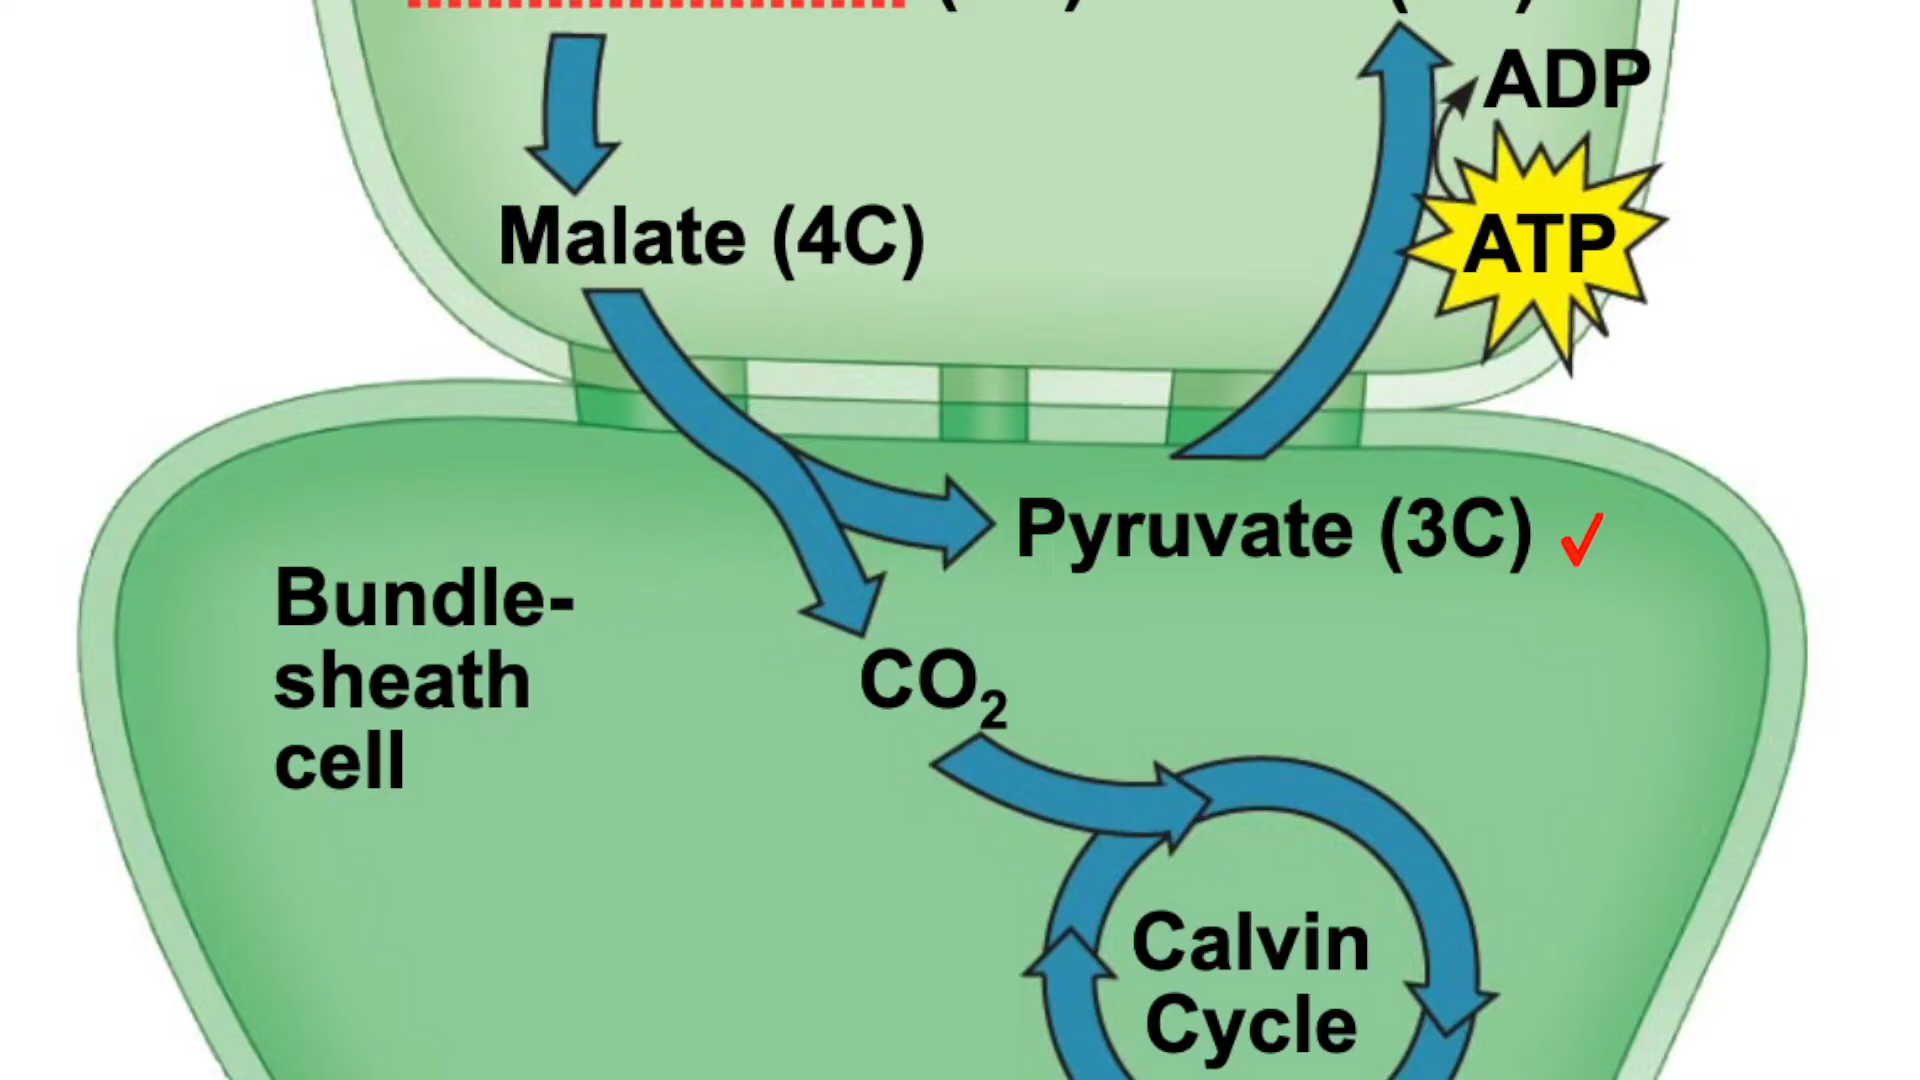 ADP
ATP
Malate (4C)
Pyruvate (3C) ✓
Bundle-
sheath
cell
CO₂
Calvin
Cycle